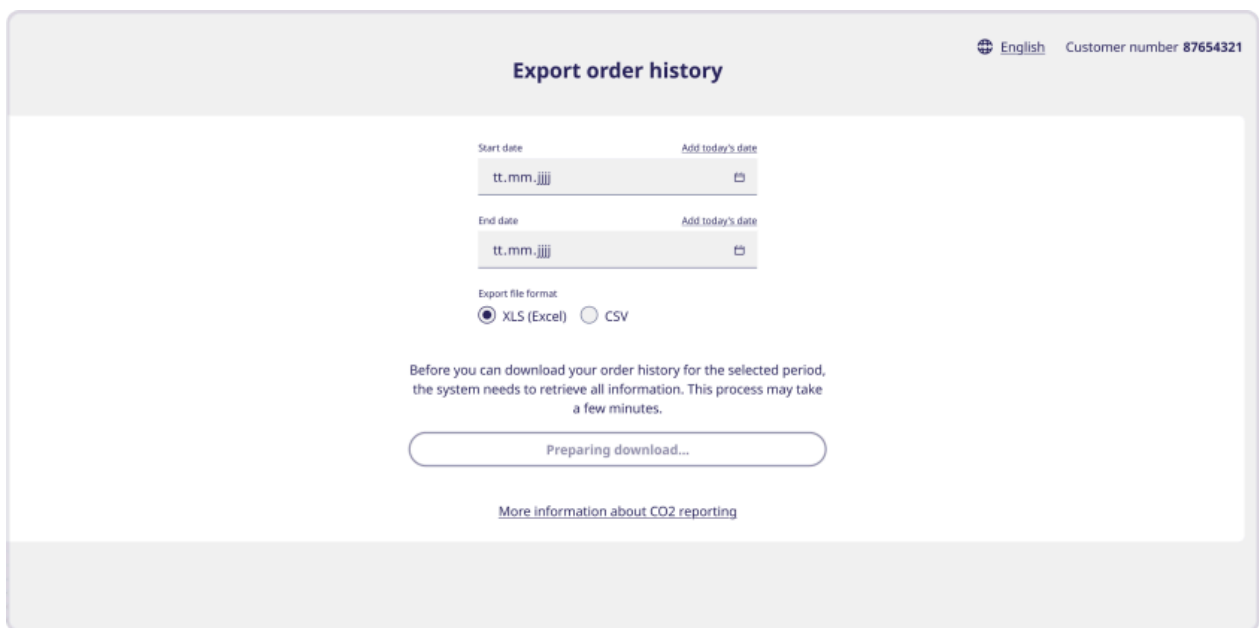 English Customer number 87654321
Export order history
Start date Add today's date
tt.mm.jjjj
End date Add today's date
tt.mm.jjjj
Export file format
XLS (Excel) CSV
Before you can download your order history for the selected period,
the system needs to retrieve all information. This process may take
a few minutes.
Preparing download...
More information about CO2 reporting